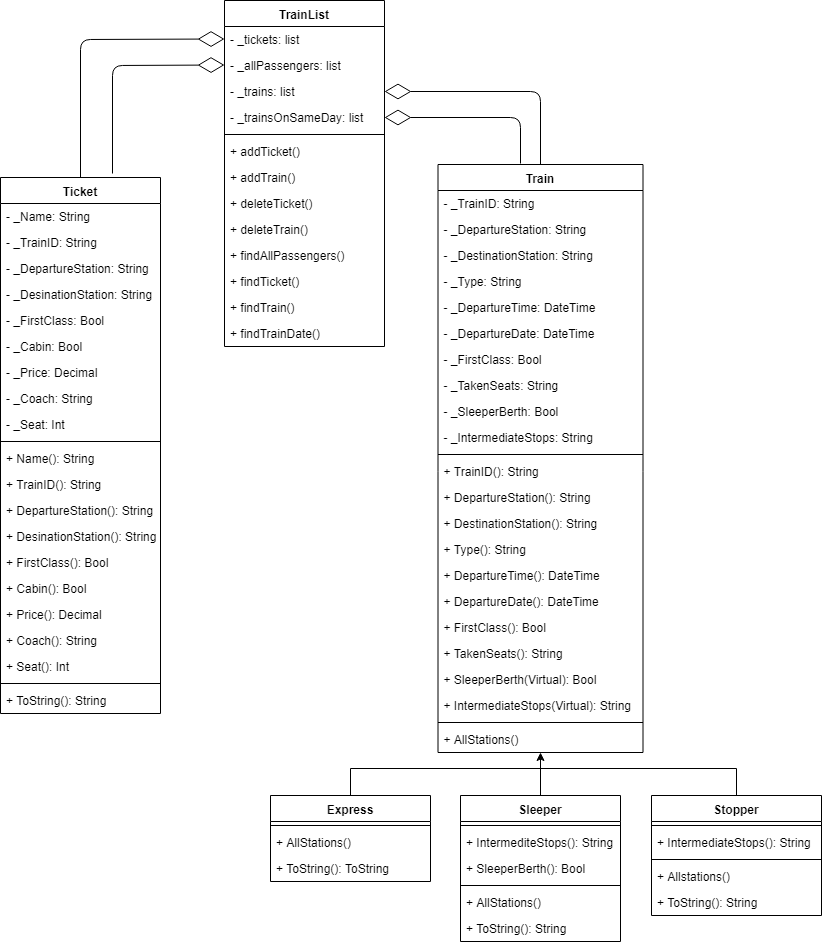 TrainList
- _tickets: list
- _allPassengers: list
- _trains: list
- _trainsOnSameDay: list
+ addTicket()
+ addTrain()
+ deleteTicket()
+ deleteTrain()
+ findAllPassengers()
+ findTicket()
+ findTrain()
+ findTrainDate()
Ticket
- _Name: String
- _TrainID: String
- _DepartureStation: String
- _DesinationStation: String
- _FirstClass: Bool
- _Cabin: Bool
- _Price: Decimal
- _Coach: String
- _Seat: Int
+ Name(): String
+ TrainID(): String
+ DepartureStation(): String
+ DesinationStation(): String
+ FirstClass(): Bool
+ Cabin(): Bool
+ Price(): Decimal
+ Coach(): String
+ Seat(): Int
+ ToString(): String
Train
- _TrainID: String
- _DepartureStation: String
- _DestinationStation: String
- _Type: String
- _DepartureTime: DateTime
- _DepartureDate: DateTime
- _FirstClass: Bool
- _TakenSeats: String
- _SleeperBerth: Bool
- _IntermediateStops: String
+ TrainID(): String
+ DepartureStation(): String
+ DestinationStation(): String
+ Type(): String
+ DepartureTime(): DateTime
+ DepartureDate(): DateTime
+ FirstClass(): Bool
+ TakenSeats(): String
+ SleeperBerth(Virtual): Bool
+ IntermediateStops(Virtual): String
+ AllStations()
Express
+ AllStations()
+ ToString(): ToString
Sleeper
+ IntermediteStops(): String
+ SleeperBerth(): Bool
+ AllStations()
+ ToString(): String
Stopper
+ IntermediateStops(): String
+ Allstations()
+ ToString(): String